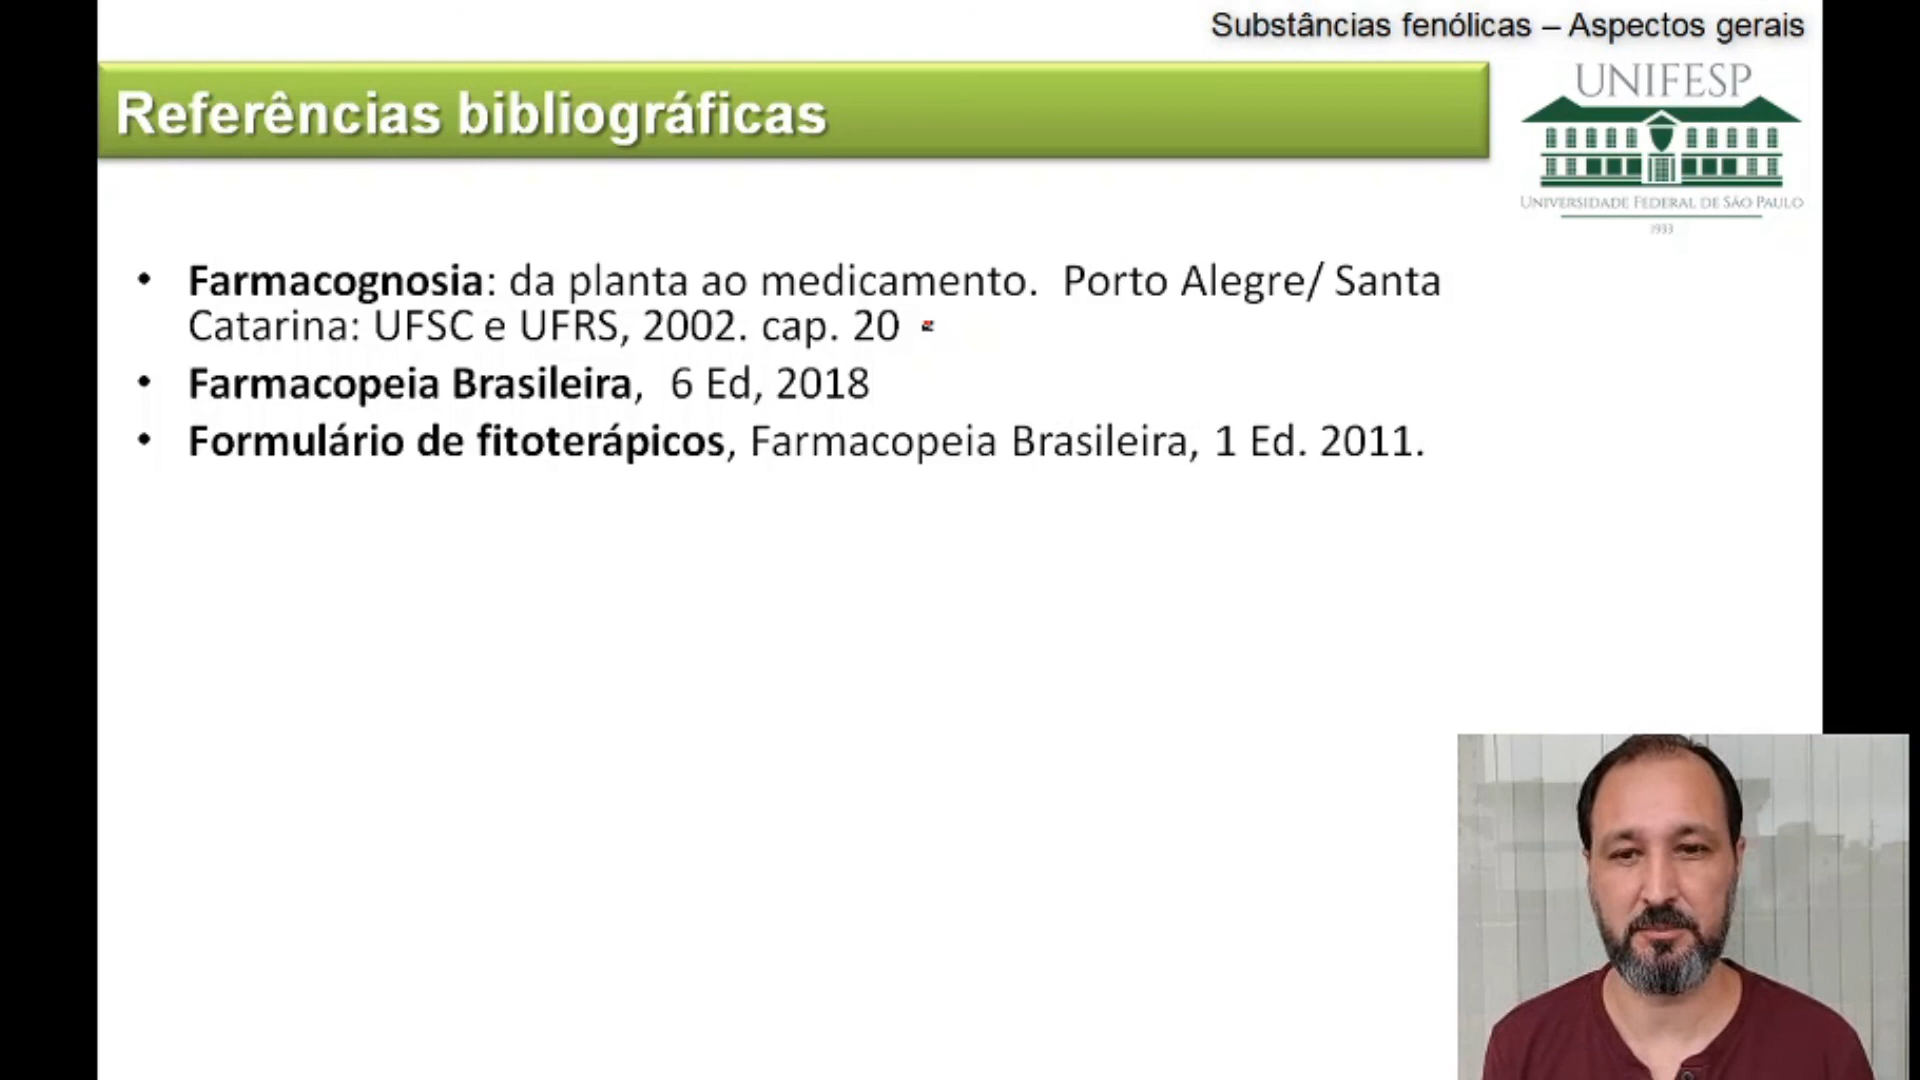 Substâncias fenólicas – Aspectos gerais
Referências bibliográficas
UNIFESP
UNIVERSIDADE FEDERAL DE SÃO PAULO
1933
• Farmacognosia: da planta ao medicamento. Porto Alegre/ Santa
Catarina: UFSC e UFRS, 2002. cap. 20
• Farmacopeia Brasileira, 6 Ed, 2018
• Formulário de fitoterápicos, Farmacopeia Brasileira, 1 Ed. 2011.